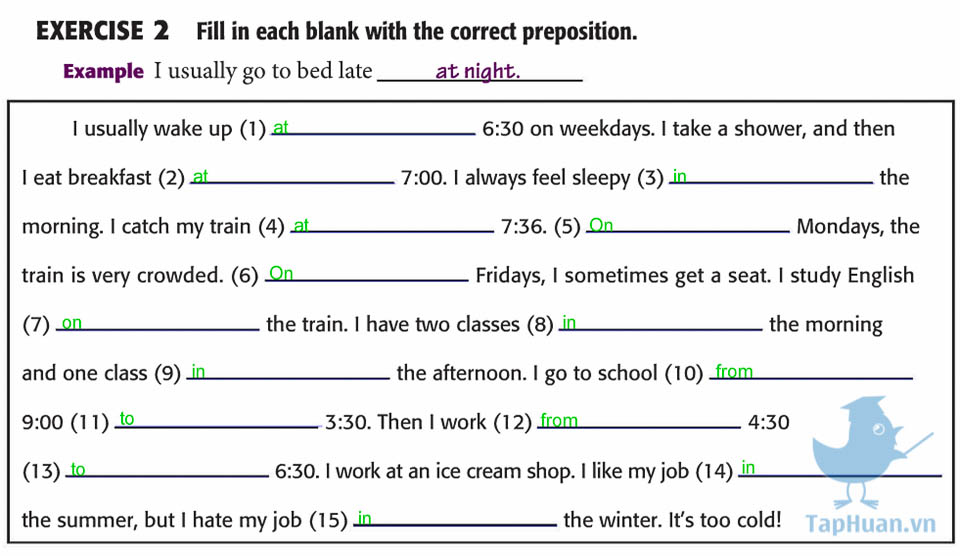 EXERCISE 2 Fill in each blank with the correct preposition.
Example I usually go to bed late at night.
I usually wake up (1) at 6:30 on weekdays. I take a shower, and then
I eat breakfast (2) at 7:00. I always feel sleepy (3) in the
morning. I catch my train (4) at 7:36. (5) On Mondays, the
train is very crowded. (6) On Fridays, I sometimes get a seat. I study English
(7) on the train. I have two classes (8) in the morning
and one class (9) in the afternoon. I go to school (10) from
9:00 (11) to 3:30. Then I work (12) from 4:30
(13) to 6:30. I work at an ice cream shop. I like my job (14) in
the summer, but I hate my job (15) in the winter. It's too cold!
TapHuan.vn